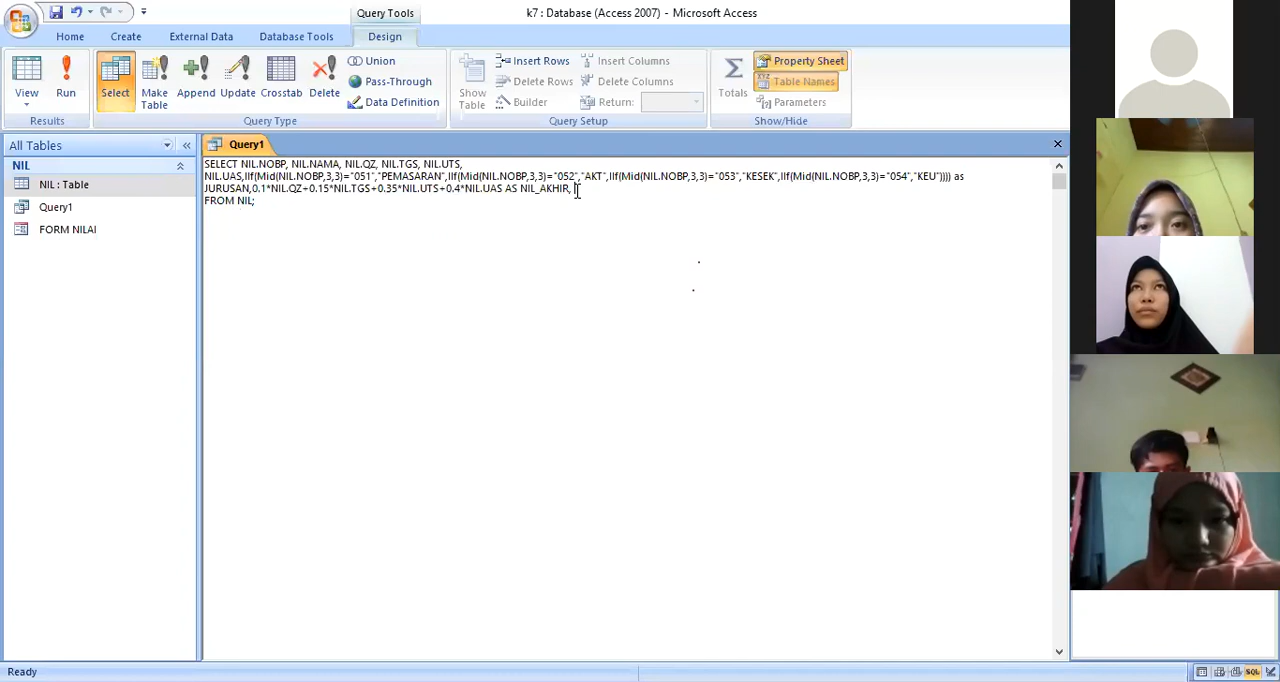 Query Tools
k7 : Database (Access 2007) - Microsoft Access
Home Create External Data Database Tools Design
View Run
Results
Select Make Table Append Update Crosstab Delete
Union
Pass-Through
Data Definition
Query Type
Show Table
Insert Rows
Delete Rows
Builder
Insert Columns
Delete Columns
Return:
Query Setup
Totals
Property Sheet
Table Names
Parameters
Show/Hide
All Tables
NIL
NIL : Table
Query1
FORM NILAI
Query1
SELECT NIL.NOBP, NIL.NAMA, NIL.QZ, NIL.TGS, NIL.UTS,
NIL.UAS,IIf(Mid(NIL.NOBP,3,3)="051","PEMASARAN",IIf(Mid(NIL.NOBP,3,3)="052","AKT",IIf(Mid(NIL.NOBP,3,3)="053","KESEK",IIf(Mid(NIL.NOBP,3,3)="054","KEU")))) as
JURUSAN,0.1*NIL.QZ+0.15*NIL.TGS+0.35*NIL.UTS+0.4*NIL.UAS AS NIL_AKHIR,
FROM NIL;
Ready
SQL